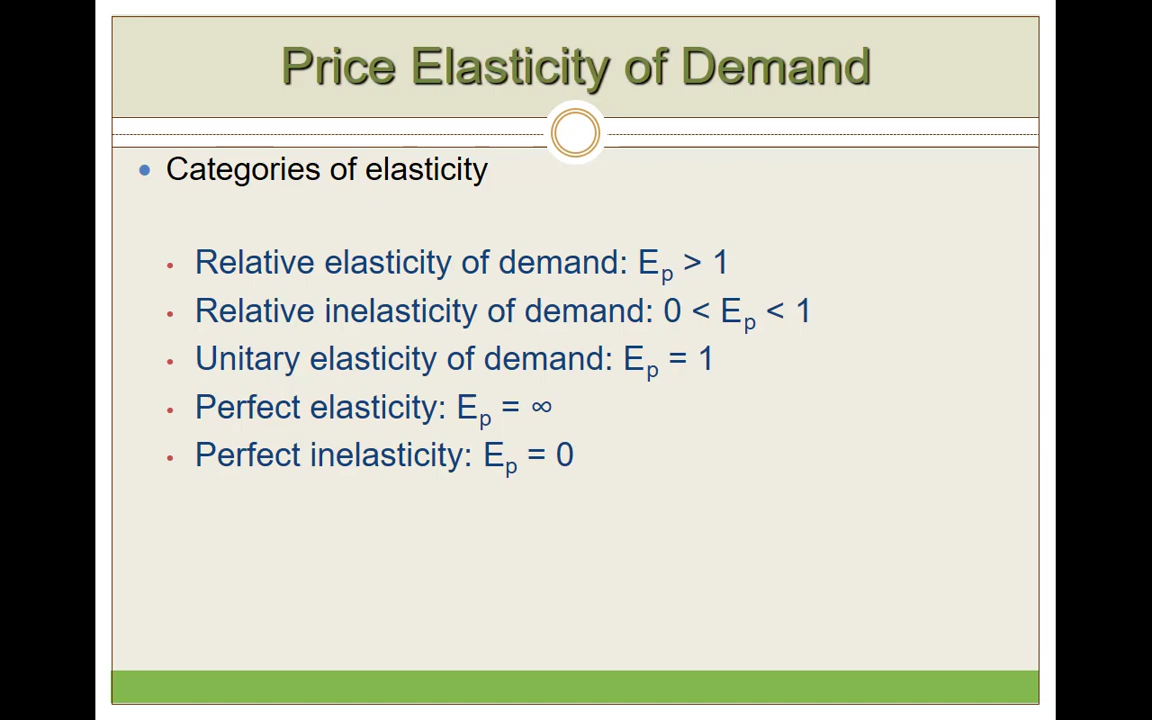 Price Elasticity of Demand
• Categories of elasticity
• Relative elasticity of demand: Eₚ > 1
• Relative inelasticity of demand: 0 < Eₚ < 1
• Unitary elasticity of demand: Eₚ = 1
• Perfect elasticity: Eₚ = ∞
• Perfect inelasticity: Eₚ = 0